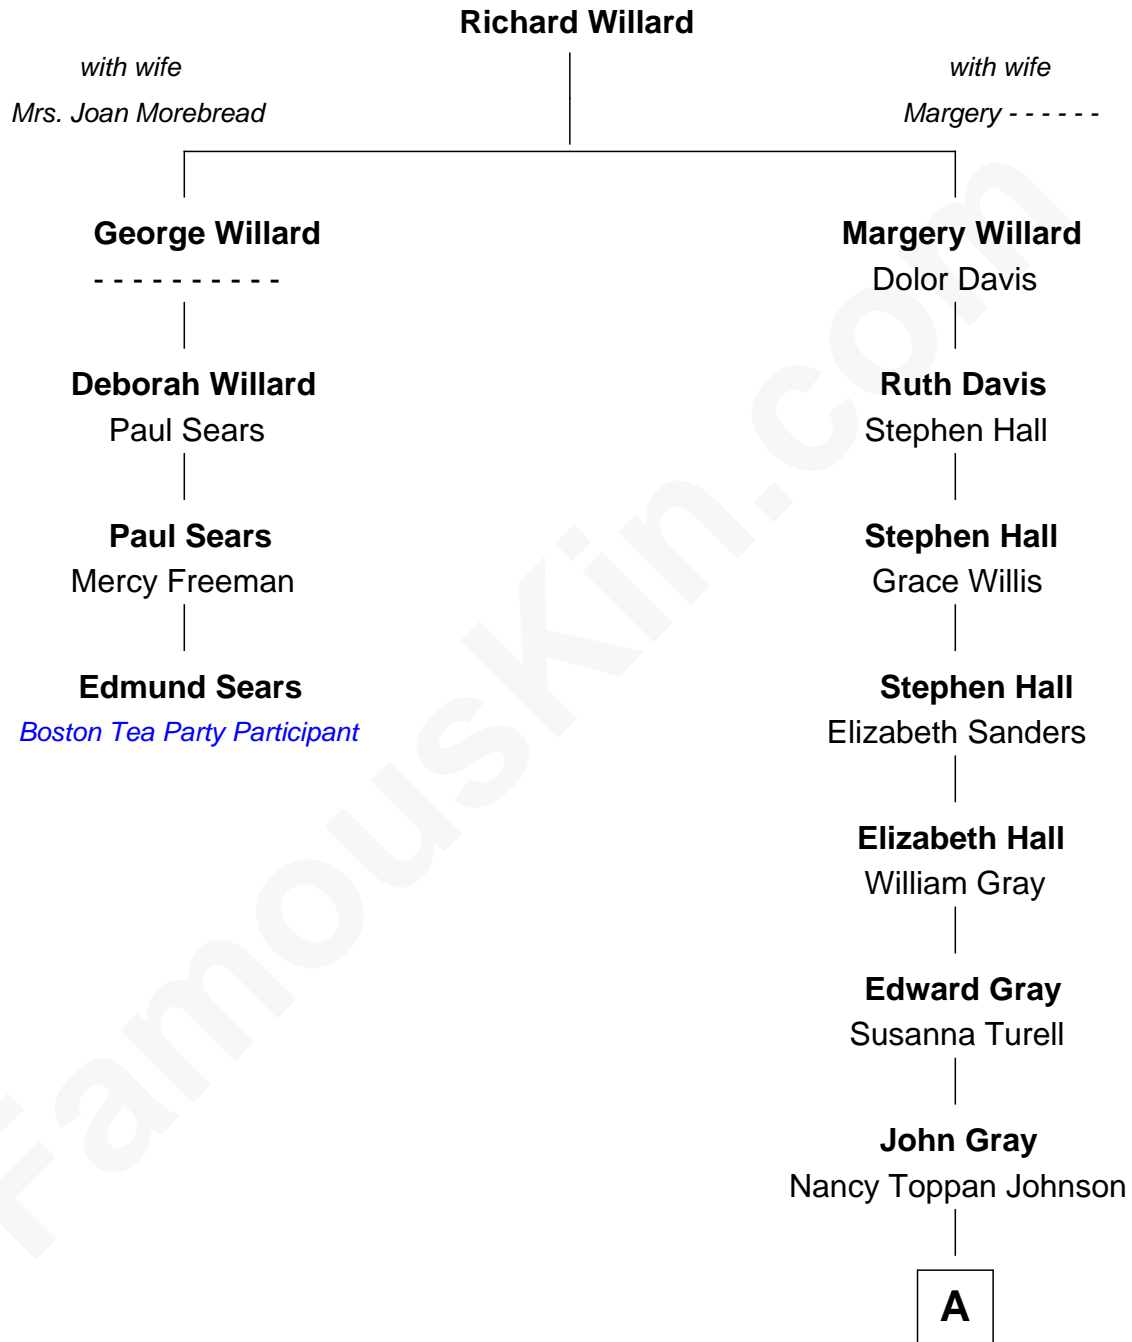 Richard Willard
with wife
Mrs. Joan Morebread
with wife
Margery - - - - - -
George Willard
- - - - - - - - - -
Margery Willard
Dolor Davis
Deborah Willard
Paul Sears
Ruth Davis
Stephen Hall
Paul Sears
Mercy Freeman
Stephen Hall
Grace Willis
Edmund Sears
Boston Tea Party Participant
Stephen Hall
Elizabeth Sanders
Elizabeth Hall
William Gray
Edward Gray
Susanna Turell
John Gray
Nancy Toppan Johnson
A
FamousKin.com